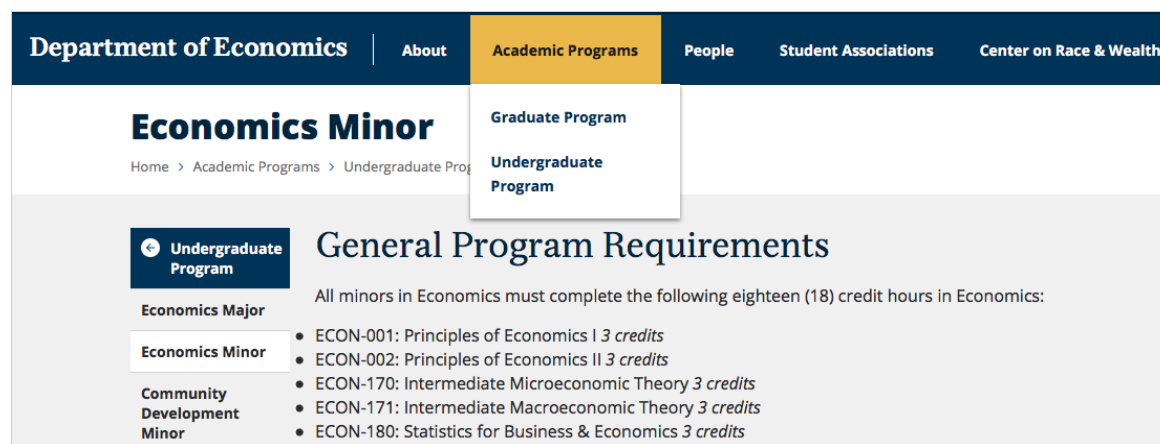 Department of Economics
About
Academic Programs
People
Student Associations
Center on Race & Wealth
Graduate Program
Undergraduate
Program
Economics Minor
Home > Academic Programs > Undergraduate Prog
Undergraduate
Program
Economics Major
Economics Minor
Community
Development
Minor
General Program Requirements
All minors in Economics must complete the following eighteen (18) credit hours in Economics:
• ECON-001: Principles of Economics I 3 credits
• ECON-002: Principles of Economics II 3 credits
• ECON-170: Intermediate Microeconomic Theory 3 credits
• ECON-171: Intermediate Macroeconomic Theory 3 credits
• ECON-180: Statistics for Business & Economics 3 credits